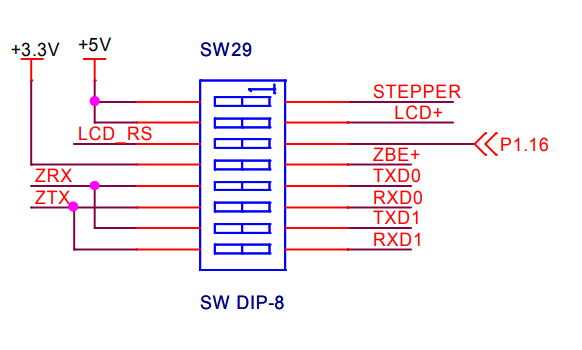 +3.3V
+5V
SW29
1
STEPPER
LCD+
LCD_RS
P1.16
ZBE+
ZRX
TXD0
ZTX
RXD0
TXD1
RXD1
SW DIP-8